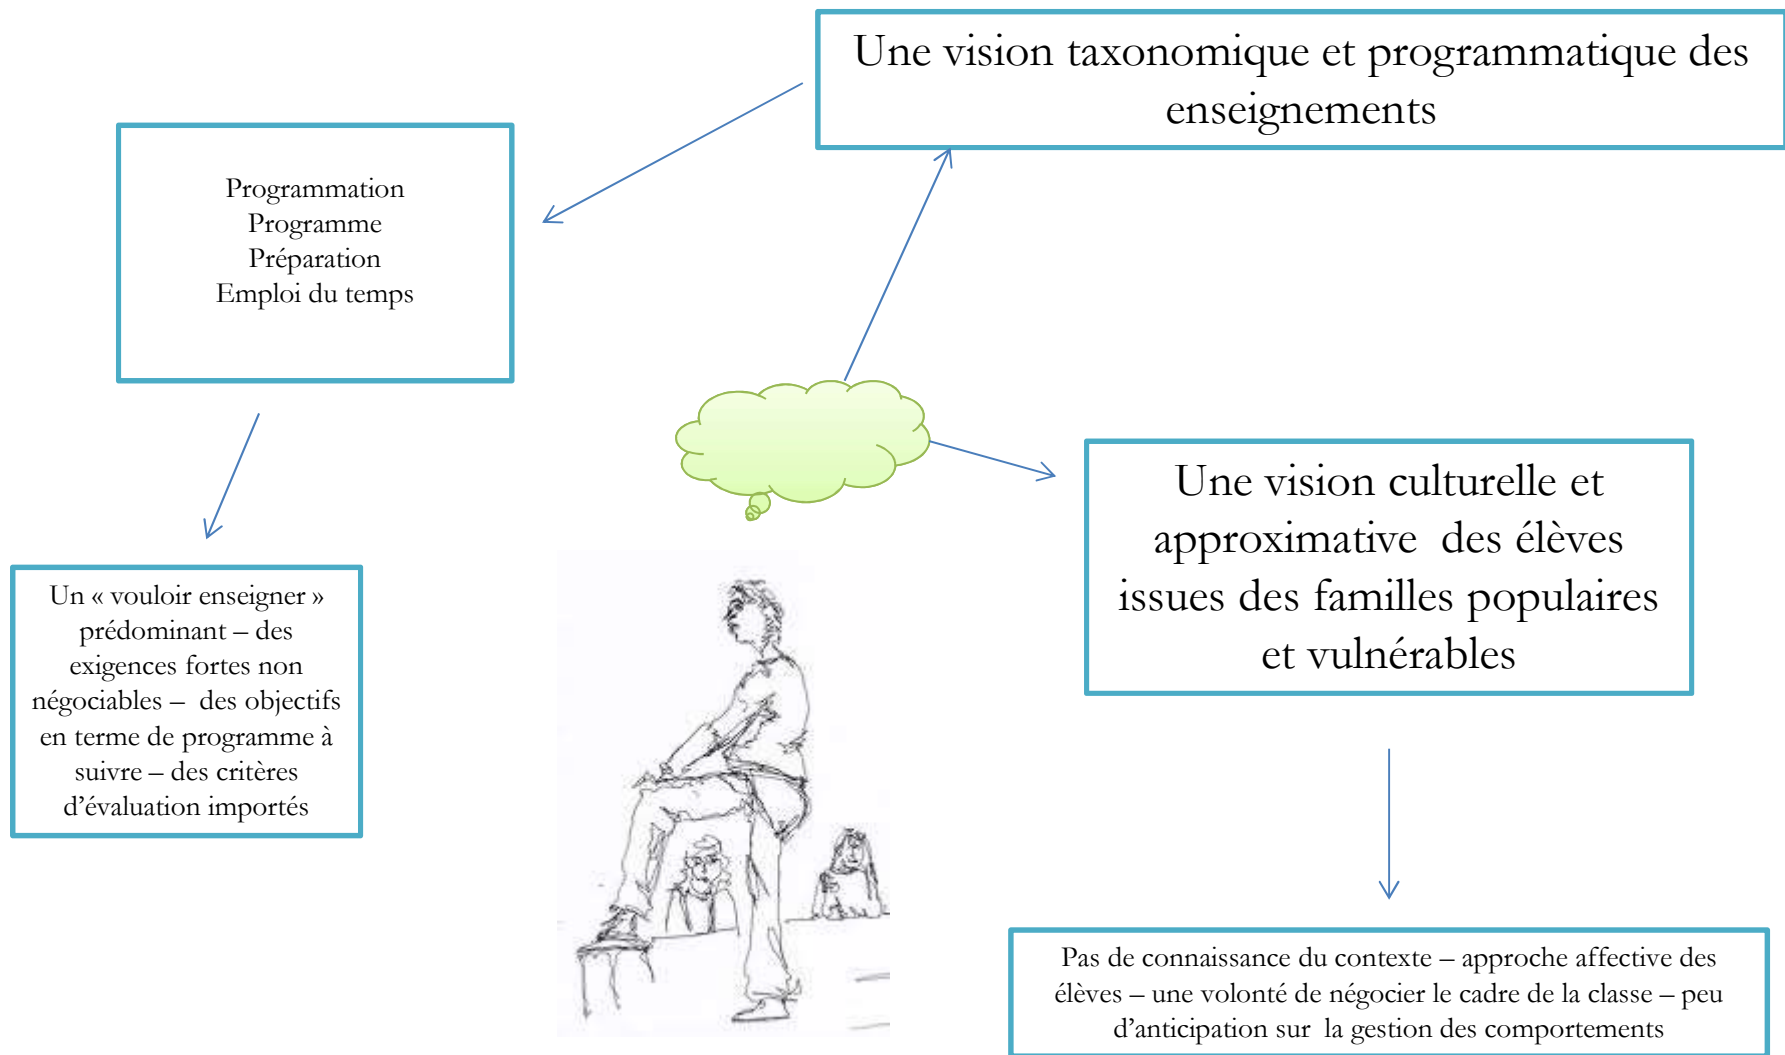 Une vision taxonomique et programmatique des
enseignements
Programmation
Programme
Préparation
Emploi du temps
Une vision culturelle et
approximative des élèves
issues des familles populaires
et vulnérables
Un « vouloir enseigner »
prédominant – des
exigences fortes non
négociables – des objectifs
en terme de programme à
suivre – des critères
d’évaluation importés
Pas de connaissance du contexte – approche affective des
élèves – une volonté de négocier le cadre de la classe – peu
d’anticipation sur la gestion des comportements